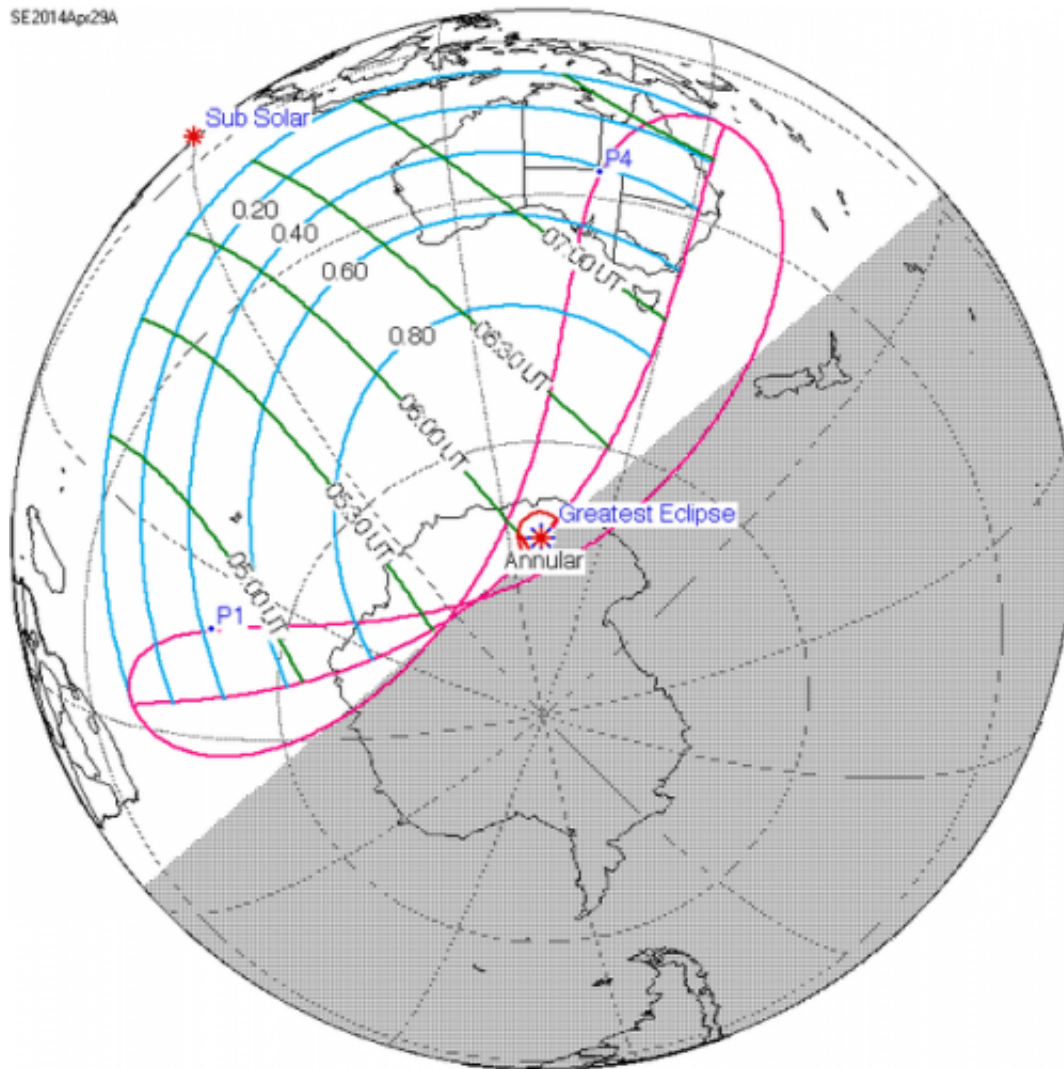 SE2014Apr29A
Sub Solar
P4
0.20
0.40
0.60
0.80
07:00 UT
06:30 UT
06:00 UT
05:30 UT
05:00 UT
Greatest Eclipse
Annular
P1